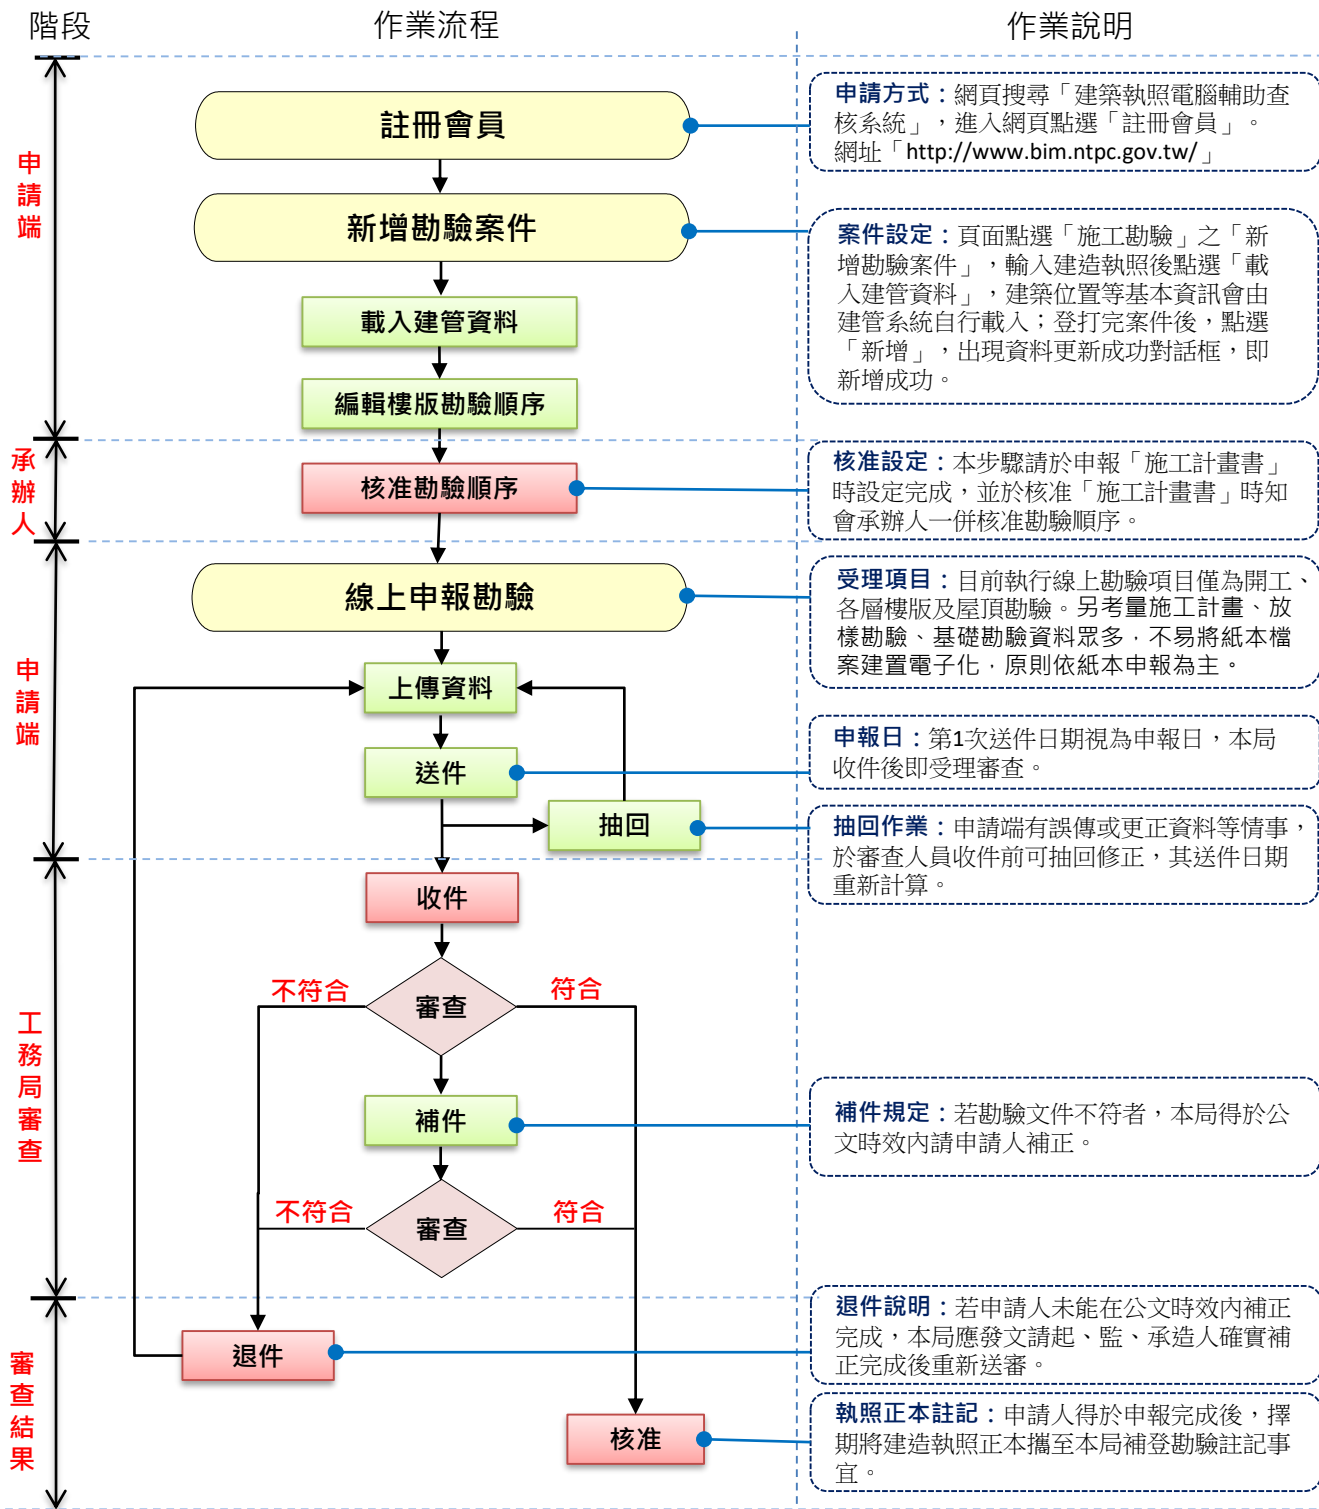 階段
作業流程
作業說明
申請端
註冊會員
申請方式：網頁搜尋「建築執照電腦輔助查
核系統」，進入網頁點選「註冊會員」。
網址「http://www.bim.ntpc.gov.tw/」
新增勘驗案件
案件設定：頁面點選「施工勘驗」之「新
增勘驗案件」，輸入建造執照後點選「載
入建管資料」，建築位置等基本資訊會由
建管系統自行載入；登打完案件後，點選
「新增」，出現資料更新成功對話框，即
新增成功。
載入建管資料
編輯樓版勘驗順序
承辦人
核准勘驗順序
核准設定：本步驟請於申報「施工計畫書」
時設定完成，並於核准「施工計畫書」時知
會承辦人一併核准勘驗順序。
申請端
線上申報勘驗
受理項目：目前執行線上勘驗項目僅為開工、
各層樓版及屋頂勘驗。另考量施工計畫、放
樣勘驗、基礎勘驗資料眾多，不易將紙本檔
案建置電子化，原則依紙本申報為主。
上傳資料
送件
申報日：第1次送件日期視為申報日，本局
收件後即受理審查。
抽回
抽回作業：申請端有誤傳或更正資料等情事，
於審查人員收件前可抽回修正，其送件日期
重新計算。
工務局審查
收件
不符合
審查
符合
補件
補件規定：若勘驗文件不符者，本局得於公
文時效內請申請人補正。
不符合
審查
符合
審查結果
退件
退件說明：若申請人未能在公文時效內補正
完成，本局應發文請起、監、承造人確實補
正完成後重新送審。
核准
執照正本註記：申請人得於申報完成後，擇
期將建造執照正本攜至本局補登勘驗註記事
宜。